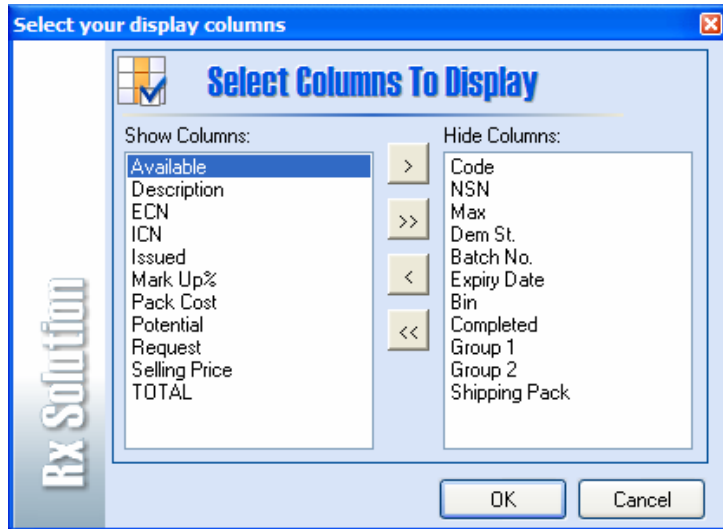 Select your display columns
Select Columns To Display
Show Columns:
Available
Description
ECN
ICN
Issued
Mark Up%
Pack Cost
Potential
Request
Selling Price
TOTAL
>
>>
<
<<
Hide Columns:
Code
NSN
Max
Dem St.
Batch No.
Expiry Date
Bin
Completed
Group 1
Group 2
Shipping Pack
Rx Solution
OK
Cancel